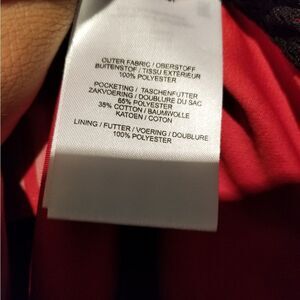 OUTER FABRIC / OBERSTOFF
BUITENSTOF / TISSU EXTÉRIEUR
100% POLYESTER
POCKETING / TASCHENFUTTER
ZAKVOERING / DOUBLURE DU SAC
65% POLYESTER
35% COTTON / BAUMWOLLE
KATOEN / COTON
LINING / FUTTER / VOERING / DOUBLURE
100% POLYESTER